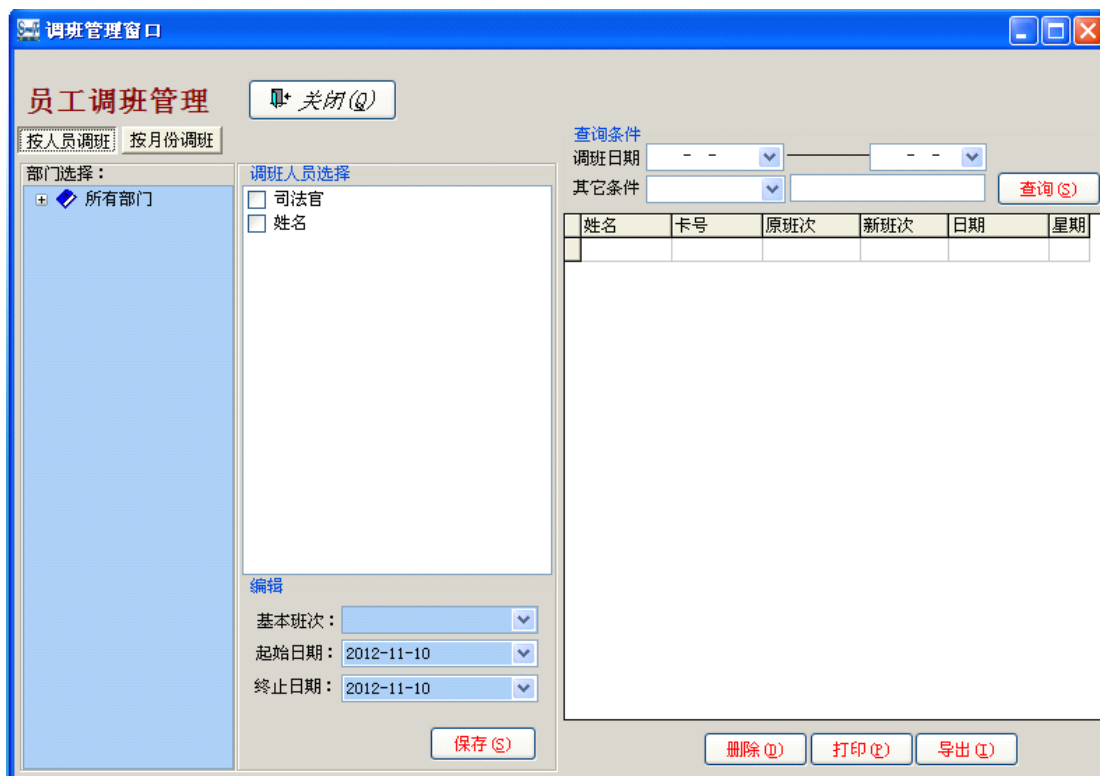 调班管理窗口
员工调班管理
关闭(Q)
按人员调班 按月份调班
部门选择：
所有部门
调班人员选择
司法官
姓名
编辑
基本班次：
起始日期： 2012-11-10
终止日期： 2012-11-10
保存(S)
查询条件
调班日期 - - - -
其它条件
查询(S)
姓名 卡号 原班次 新班次 日期 星期
删除(D) 打印(P) 导出(I)